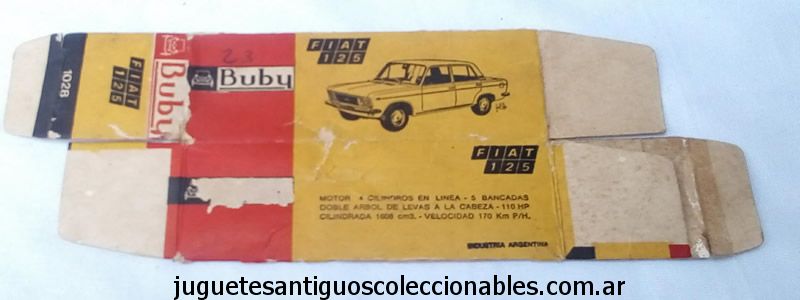 1028
FIAT
125
Buby
23
Buby
FIAT
125
FIAT
125
MOTOR 4 CILINDROS EN LINEA - 5 BANCADAS
DOBLE ARBOL DE LEVAS A LA CABEZA - 110 HP
CILINDRADA 1608 cm3. - VELOCIDAD 170 Km P/H.
INDUSTRIA ARGENTINA
juguetesantiguoscoleccionables.com.ar